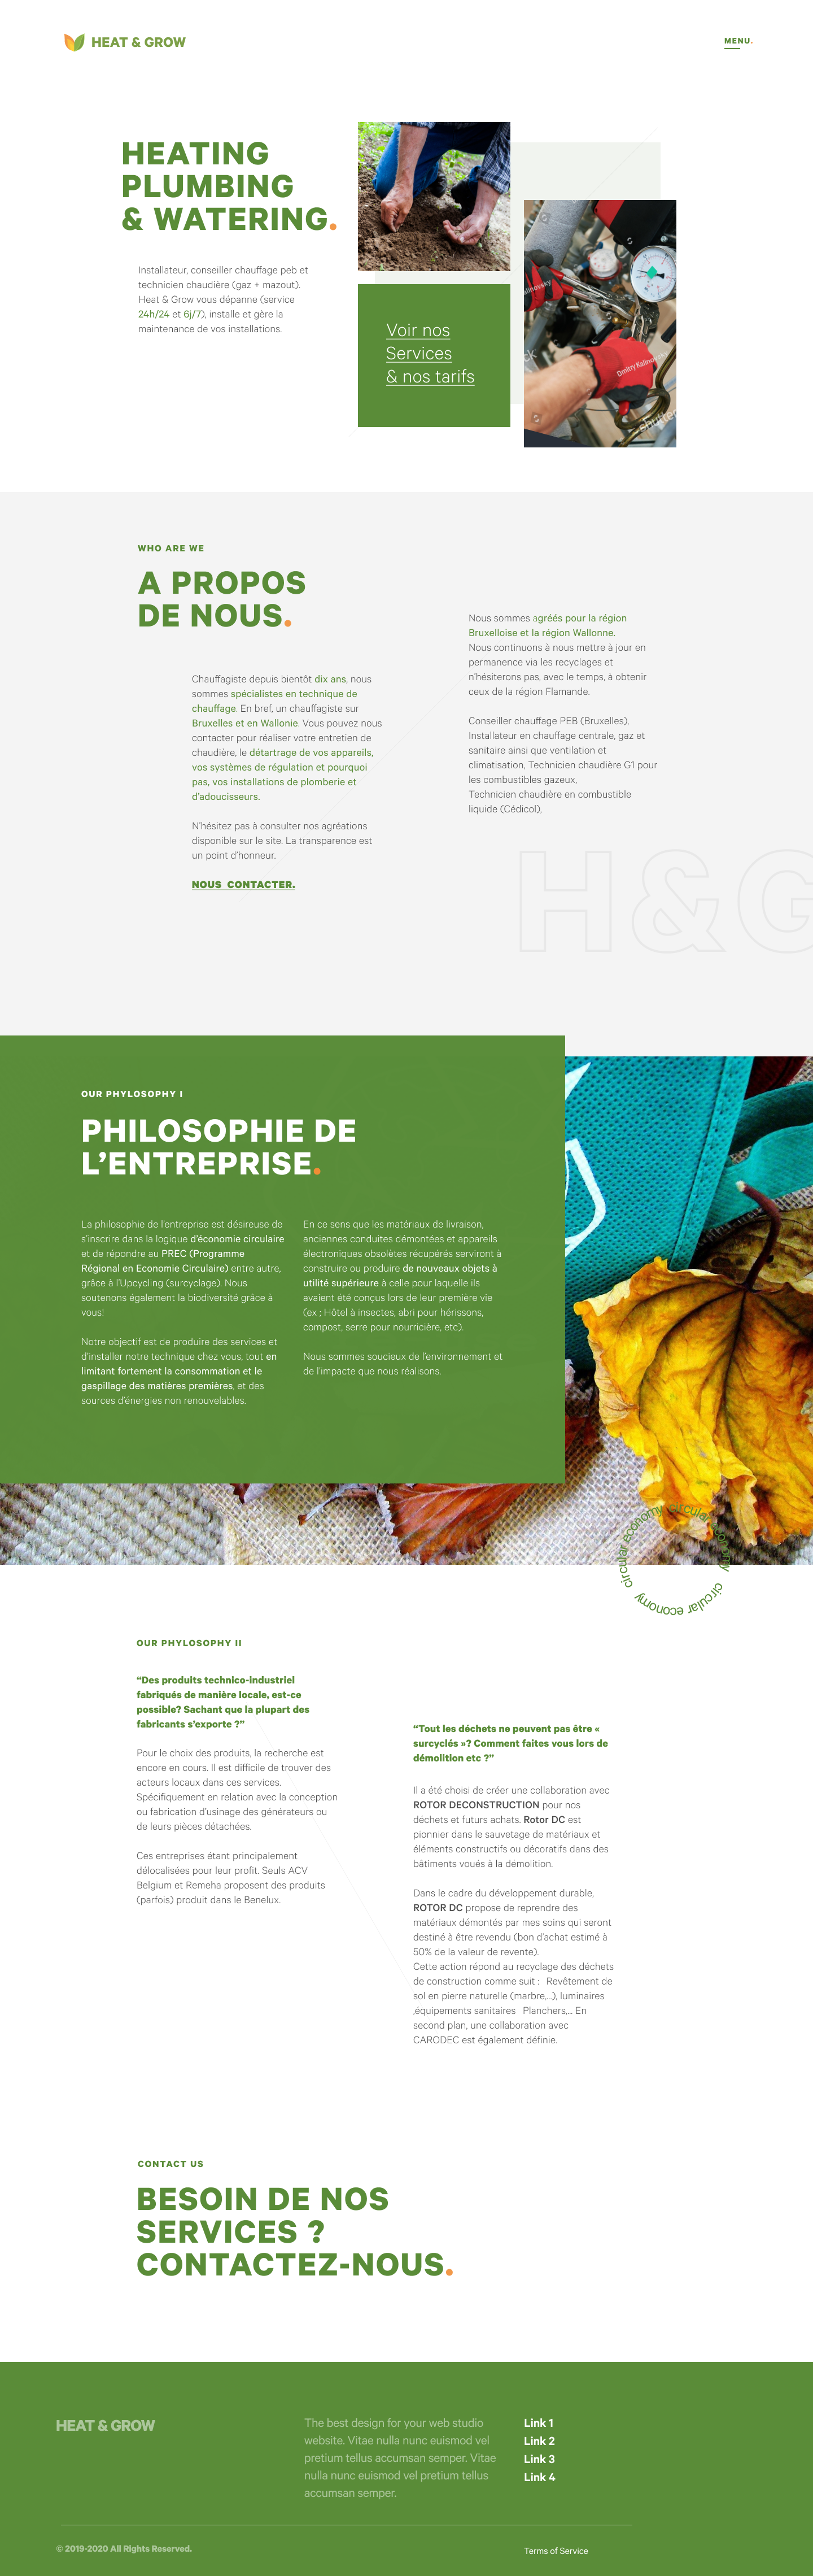 HEAT & GROW
MENU.
HEATING
PLUMBING
& WATERING.
Installateur, conseiller chauffage peb et
technicien chaudière (gaz + mazout).
Heat & Grow vous dépanne (service
24h/24 et 6j/7), installe et gère la
maintenance de vos installations.
Voir nos
Services
& nos tarifs
alinovsky
Dmitry Kalinovsky
WHO ARE WE
A PROPOS
DE NOUS.
Chauffagiste depuis bientôt dix ans, nous
sommes spécialistes en technique de
chauffage. En bref, un chauffagiste sur
Bruxelles et en Wallonie. Vous pouvez nous
contacter pour réaliser votre entretien de
chaudière, le détartrage de vos appareils,
vos systèmes de régulation et pourquoi
pas, vos installations de plomberie et
d'adoucisseurs.
N'hésitez pas à consulter nos agréations
disponible sur le site. La transparence est
un point d'honneur.
NOUS CONTACTER.
Nous sommes agréés pour la région
Bruxelloise et la région Wallonne.
Nous continuons à nous mettre à jour en
permanence via les recyclages et
n'hésiterons pas, avec le temps, à obtenir
ceux de la région Flamande.
Conseiller chauffage PEB (Bruxelles),
Installateur en chauffage centrale, gaz et
sanitaire ainsi que ventilation et
climatisation, Technicien chaudière G1 pour
les combustibles gazeux,
Technicien chaudière en combustible
liquide (Cédicol),
H&G
OUR PHYLOSOPHY I
PHILOSOPHIE DE
L'ENTREPRISE.
La philosophie de l'entreprise est désireuse de
s'inscrire dans la logique d'économie circulaire
et de répondre au PREC (Programme
Régional en Economie Circulaire) entre autre,
grâce à l'Upcycling (surcyclage). Nous
soutenons également la biodiversité grâce à
vous!
Notre objectif est de produire des services et
d'installer notre technique chez vous, tout en
limitant fortement la consommation et le
gaspillage des matières premières, et des
sources d'énergies non renouvelables.
En ce sens que les matériaux de livraison,
anciennes conduites démontées et appareils
électroniques obsolètes récupérés serviront à
construire ou produire de nouveaux objets à
utilité supérieure à celle pour laquelle ils
avaient été conçus lors de leur première vie
(ex ; Hôtel à insectes, abri pour hérissons,
compost, serre pour nourricière, etc).
Nous sommes soucieux de l'environnement et
de l'impacte que nous réalisons.
circular economy circular economy circular economy
OUR PHYLOSOPHY II
“Des produits technico-industriel
fabriqués de manière locale, est-ce
possible? Sachant que la plupart des
fabricants s'exporte ?”
Pour le choix des produits, la recherche est
encore en cours. Il est difficile de trouver des
acteurs locaux dans ces services.
Spécifiquement en relation avec la conception
ou fabrication d'usinage des générateurs ou
de leurs pièces détachées.
Ces entreprises étant principalement
délocalisées pour leur profit. Seuls ACV
Belgium et Remeha proposent des produits
(parfois) produit dans le Benelux.
“Tout les déchets ne peuvent pas être «
surcyclés »? Comment faites vous lors de
démolition etc ?”
Il a été choisi de créer une collaboration avec
ROTOR DECONSTRUCTION pour nos
déchets et futurs achats. Rotor DC est
pionnier dans le sauvetage de matériaux et
éléments constructifs ou décoratifs dans des
bâtiments voués à la démolition.
Dans le cadre du développement durable,
ROTOR DC propose de reprendre des
matériaux démontés par mes soins qui seront
destiné à être revendu (bon d'achat estimé à
50% de la valeur de revente).
Cette action répond au recyclage des déchets
de construction comme suit : Revêtement de
sol en pierre naturelle (marbre,...), luminaires
,équipements sanitaires Planchers,... En
second plan, une collaboration avec
CARODEC est également définie.
CONTACT US
BESOIN DE NOS
SERVICES ?
CONTACTEZ-NOUS.
HEAT & GROW
The best design for your web studio
website. Vitae nulla nunc euismod vel
pretium tellus accumsan semper. Vitae
nulla nunc euismod vel pretium tellus
accumsan semper.
Link 1
Link 2
Link 3
Link 4
© 2019-2020 All Rights Reserved.
Terms of Service